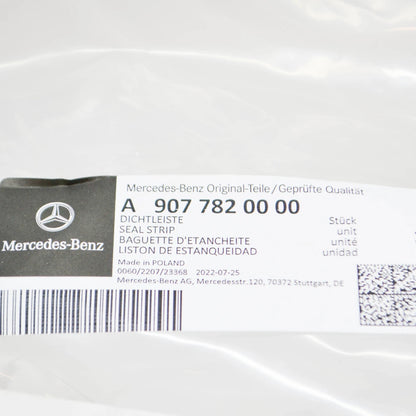 Mercedes-Benz Original-Teile/Geprüfte Qualität
A 907 782 00 00
DICHTLEISTE
SEAL STRIP
BAGUETTE D'ETANCHEITE
LISTON DE ESTANQUEIDAD
Stück
unit
unité
unidad
Made in POLAND
0060/2207/23368 2022-07-25
Mercedes-Benz AG, Mercedesstr.120, 70372 Stuttgart, DE
Mercedes-Benz